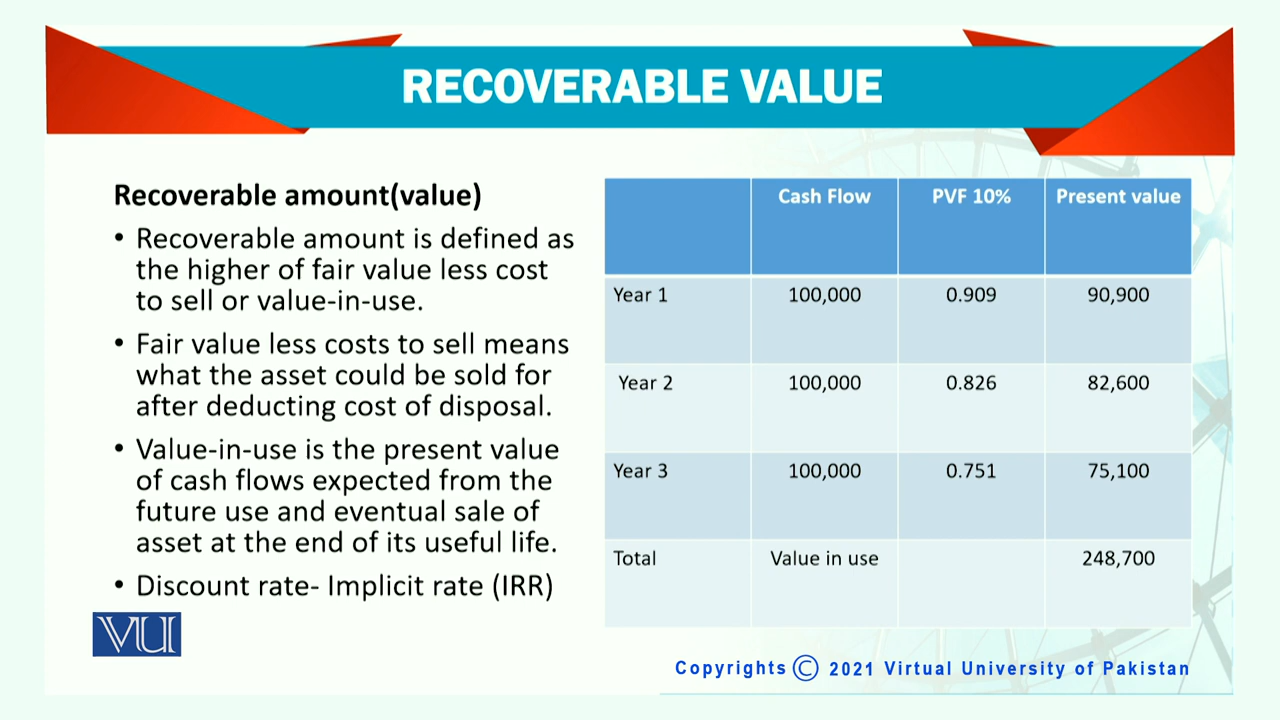 RECOVERABLE VALUE
Recoverable amount(value)
• Recoverable amount is defined as
the higher of fair value less cost
to sell or value-in-use.
• Fair value less costs to sell means
what the asset could be sold for
after deducting cost of disposal.
• Value-in-use is the present value
of cash flows expected from the
future use and eventual sale of
asset at the end of its useful life.
• Discount rate- Implicit rate (IRR)
Cash Flow PVF 10% Present value
Year 1 100,000 0.909 90,900
Year 2 100,000 0.826 82,600
Year 3 100,000 0.751 75,100
Total Value in use 248,700
VU
Copyrights © 2021 Virtual University of Pakistan